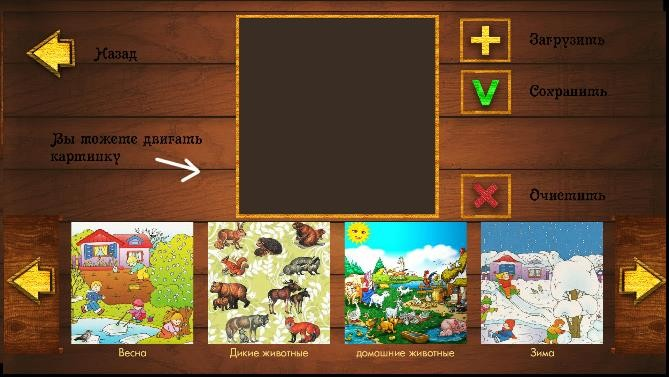 Назад
Загрузить
Сохранить
Вы можете двигать
картинку
Очистить
Весна
Дикие животные
домашние животные
Зима